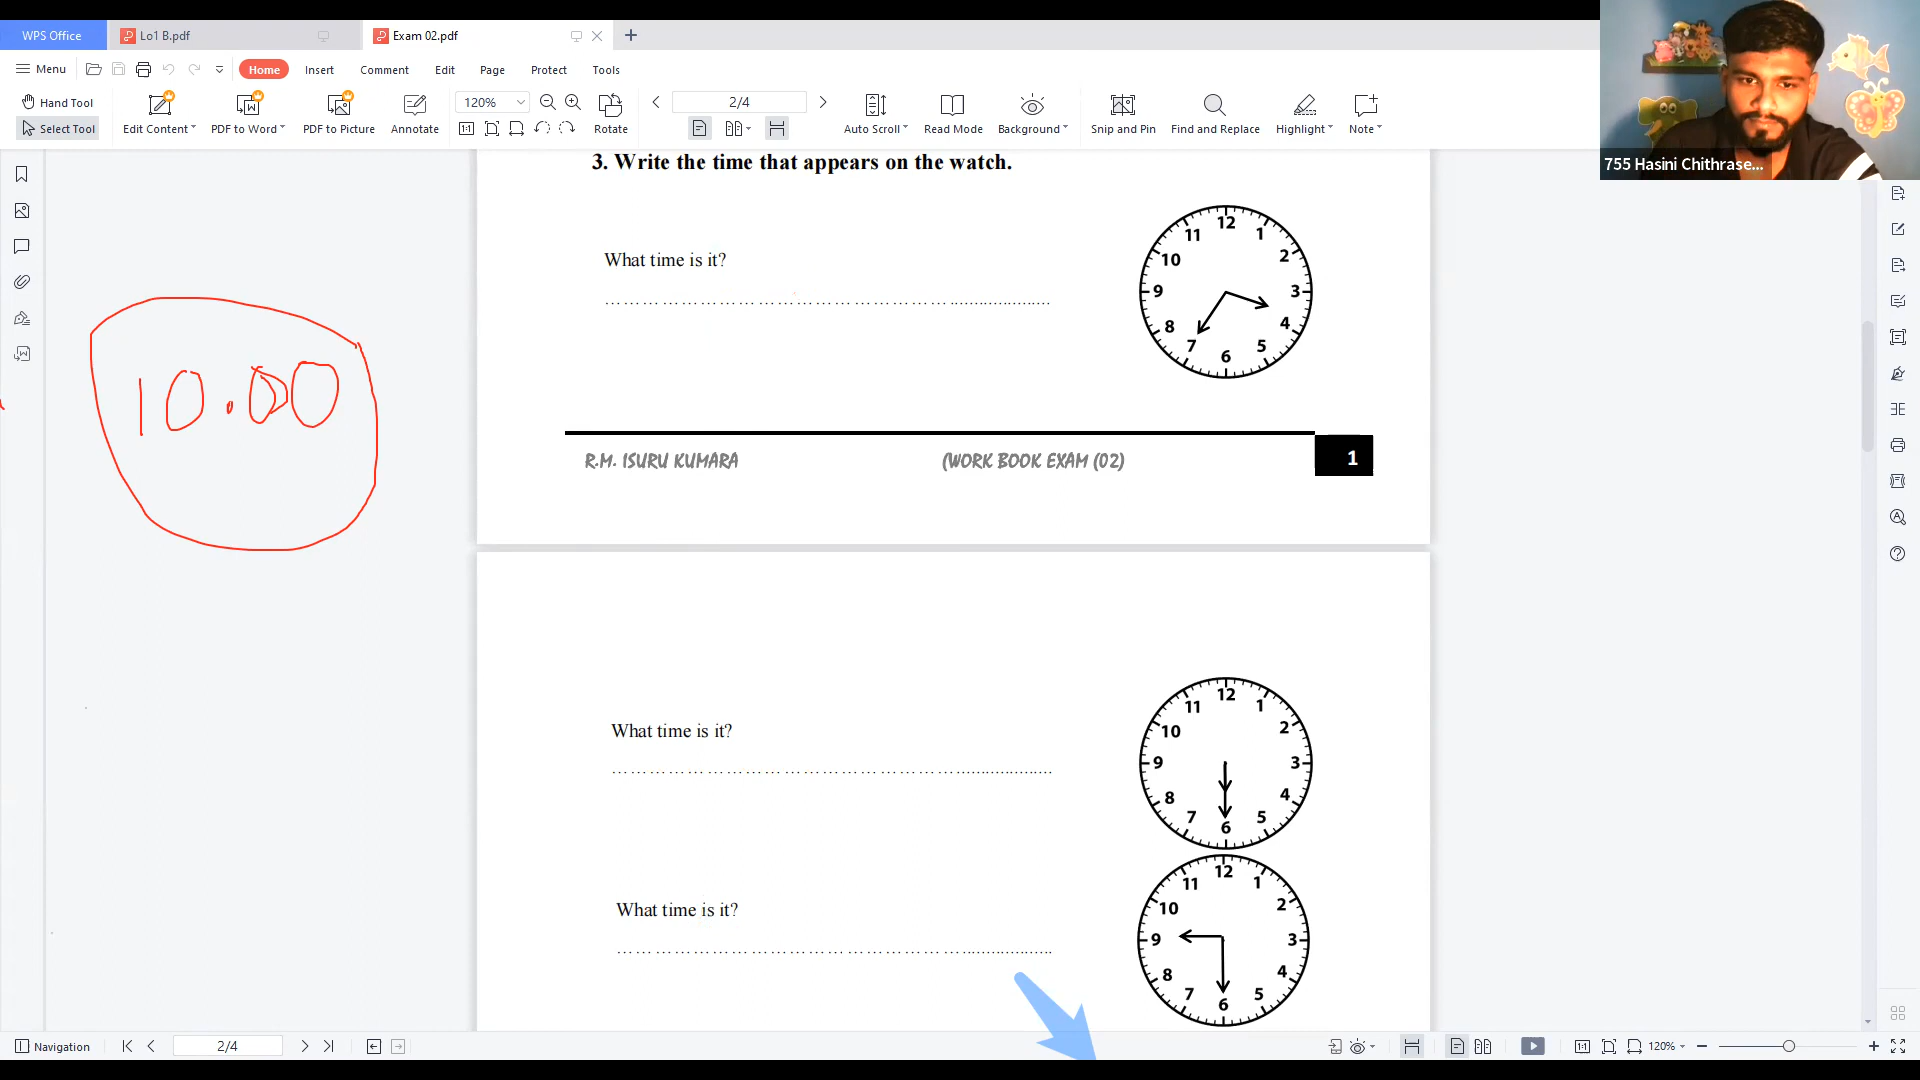 WPS Office
Lo1 B.pdf
Exam 02.pdf
Menu
Home Insert Comment Edit Page Protect Tools
Hand Tool
Select Tool
Edit Content PDF to Word PDF to Picture Annotate
120%
Rotate
2/4
Auto Scroll Read Mode Background Snip and Pin Find and Replace Highlight Note
755 Hasini Chithrase...
3. Write the time that appears on the watch.
What time is it?
12 1 2 3 4 5 6 7 8 9 10 11
10.00
R.M. ISURU KUMARA (WORK BOOK EXAM (02) 1
What time is it?
12 1 2 3 4 5 6 7 8 9 10 11
What time is it?
12 1 2 3 4 5 6 7 8 9 10 11
Navigation 2/4 120%